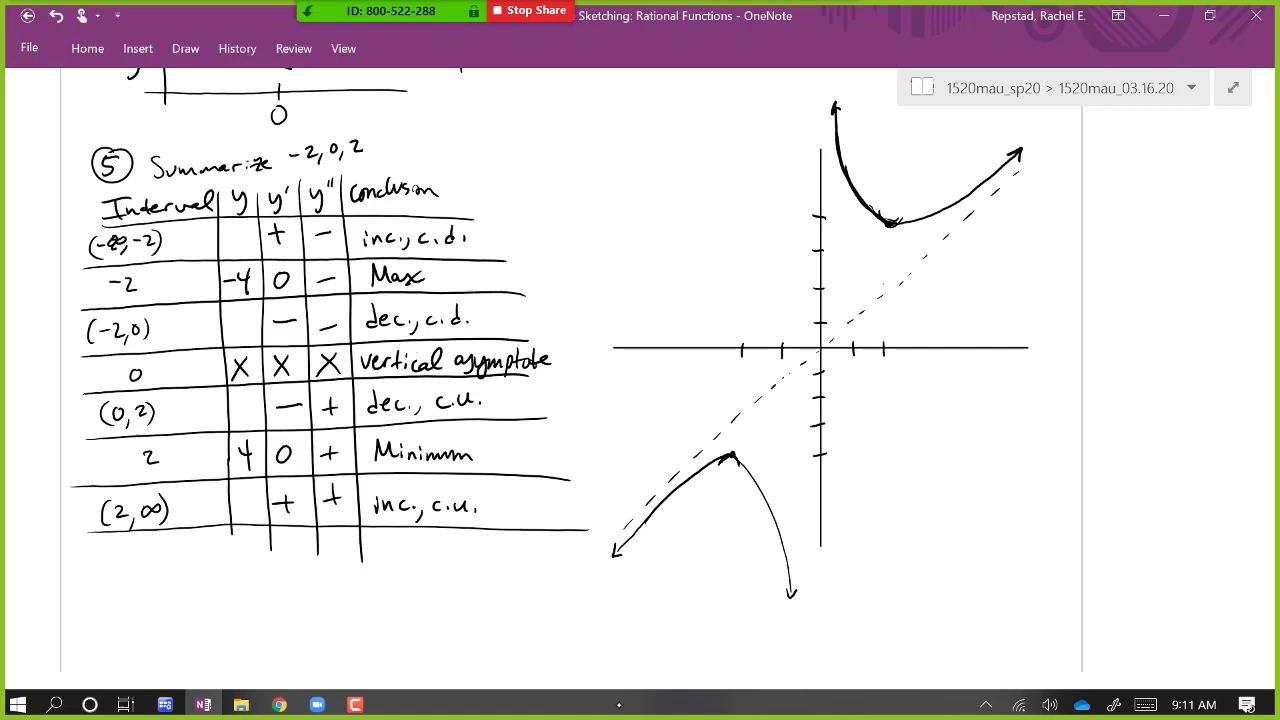 ID: 800-522-288
Stop Share
Sketching: Rational Functions - OneNote
Repstad, Rachel E.
File Home Insert Draw History Review View
1520mau_sp20 > 1520mau_03.16.20
0
5 Summarize -2, 0, 2
Interval y y' y" Conclusion
(-∞, -2) + - inc., c.d.
-2 -4 0 - Max
(-2, 0) - - dec., c.d.
0 X X X vertical asymptote
(0, 2) - + dec., c.u.
2 4 0 + Minimum
(2, ∞) + + inc., c.u.
9:11 AM